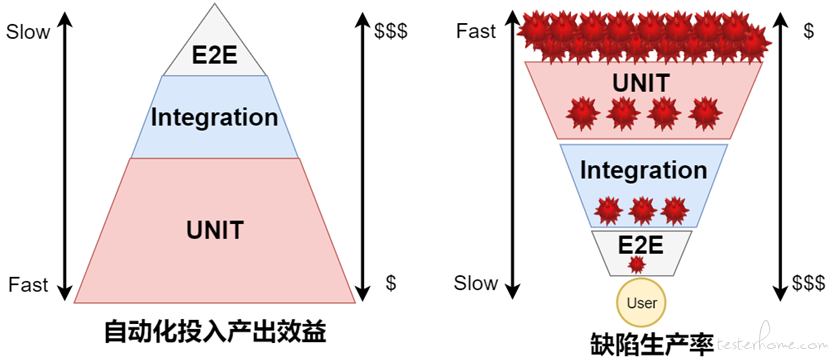 Slow
$$$
E2E
Integration
UNIT
Fast
$
自动化投入产出效益
Fast
$
UNIT
Integration
E2E
Slow
$$$
User
缺陷生产率
testerhome.com